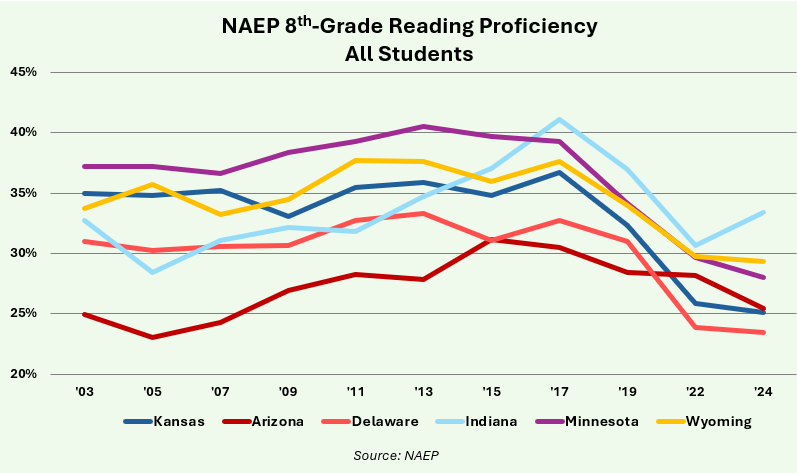 NAEP 8th-Grade Reading Proficiency
All Students
45%
40%
35%
30%
25%
20%
'03 '05 '07 '09 '11 '13 '15 '17 '19 '22 '24
Kansas Arizona Delaware Indiana Minnesota Wyoming
Source: NAEP